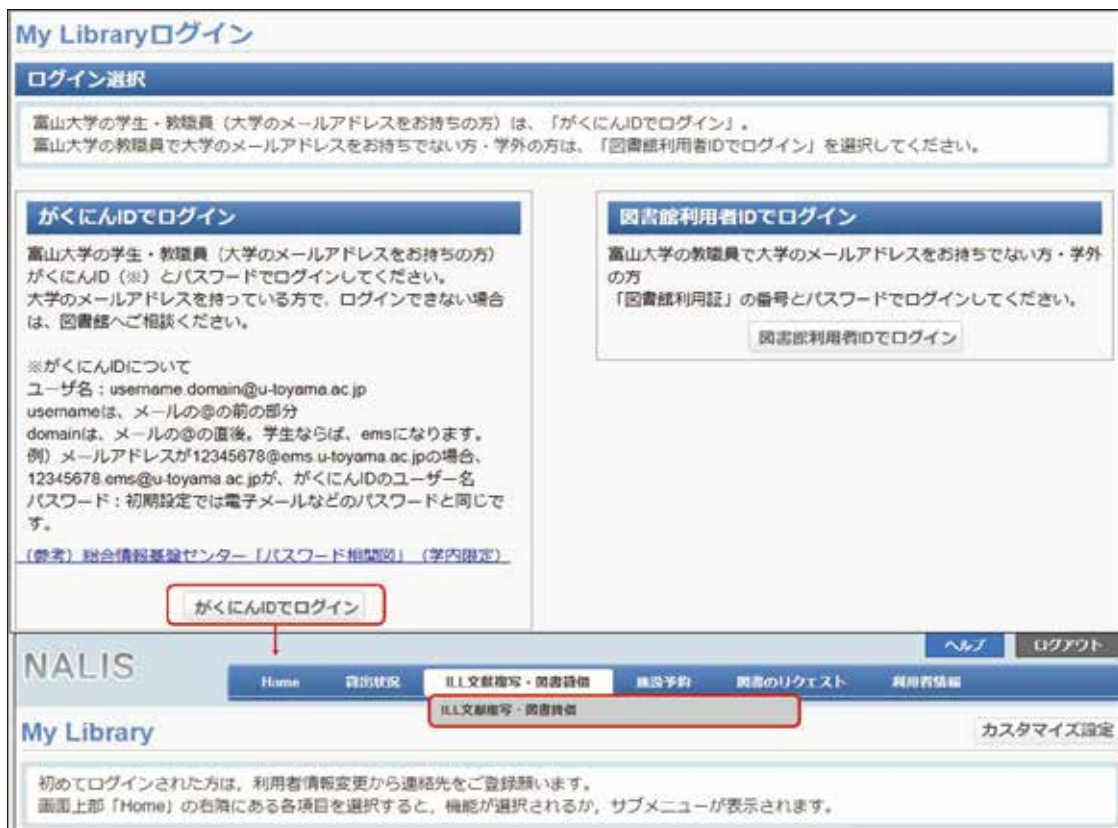 My Libraryログイン
ログイン選択
富山大学の学生・教職員（大学のメールアドレスをお持ちの方）は、「がくにんIDでログイン」。
富山大学の教職員で大学のメールアドレスをお持ちでない方・学外の方は、「図書館利用者IDでログイン」を選択してください。
がくにんIDでログイン
富山大学の学生・教職員（大学のメールアドレスをお持ちの方）
がくにんID（※）とパスワードでログインしてください。
大学のメールアドレスを持っている方で、ログインできない場合
は、図書館へご相談ください。
※がくにんIDについて
ユーザ名：username.domain@u-toyama.ac.jp
usernameは、メールの@の前の部分
domainは、メールの@の直後。学生ならば、emsになります。
例）メールアドレスが12345678@ems.u-toyama.ac.jpの場合、
12345678.ems@u-toyama.ac.jpが、がくにんIDのユーザー名
パスワード：初期設定では電子メールなどのパスワードと同じで
す。
（参考）総合情報基盤センター「パスワード相関図」（学内限定）
がくにんIDでログイン
図書館利用者IDでログイン
富山大学の教職員で大学のメールアドレスをお持ちでない方・学外
の方
「図書館利用証」の番号とパスワードでログインしてください。
図書館利用者IDでログイン
NALIS
ヘルプ ログアウト
Home 貸出状況 ILL文献複写・図書貸借 施設予約 図書のリクエスト 利用者情報
ILL文献複写・図書貸借
My Library
カスタマイズ設定
初めてログインされた方は，利用者情報変更から連絡先をご登録願います。
画面上部「Home」の右隣にある各項目を選択すると，機能が選択されるか，サブメニューが表示されます。